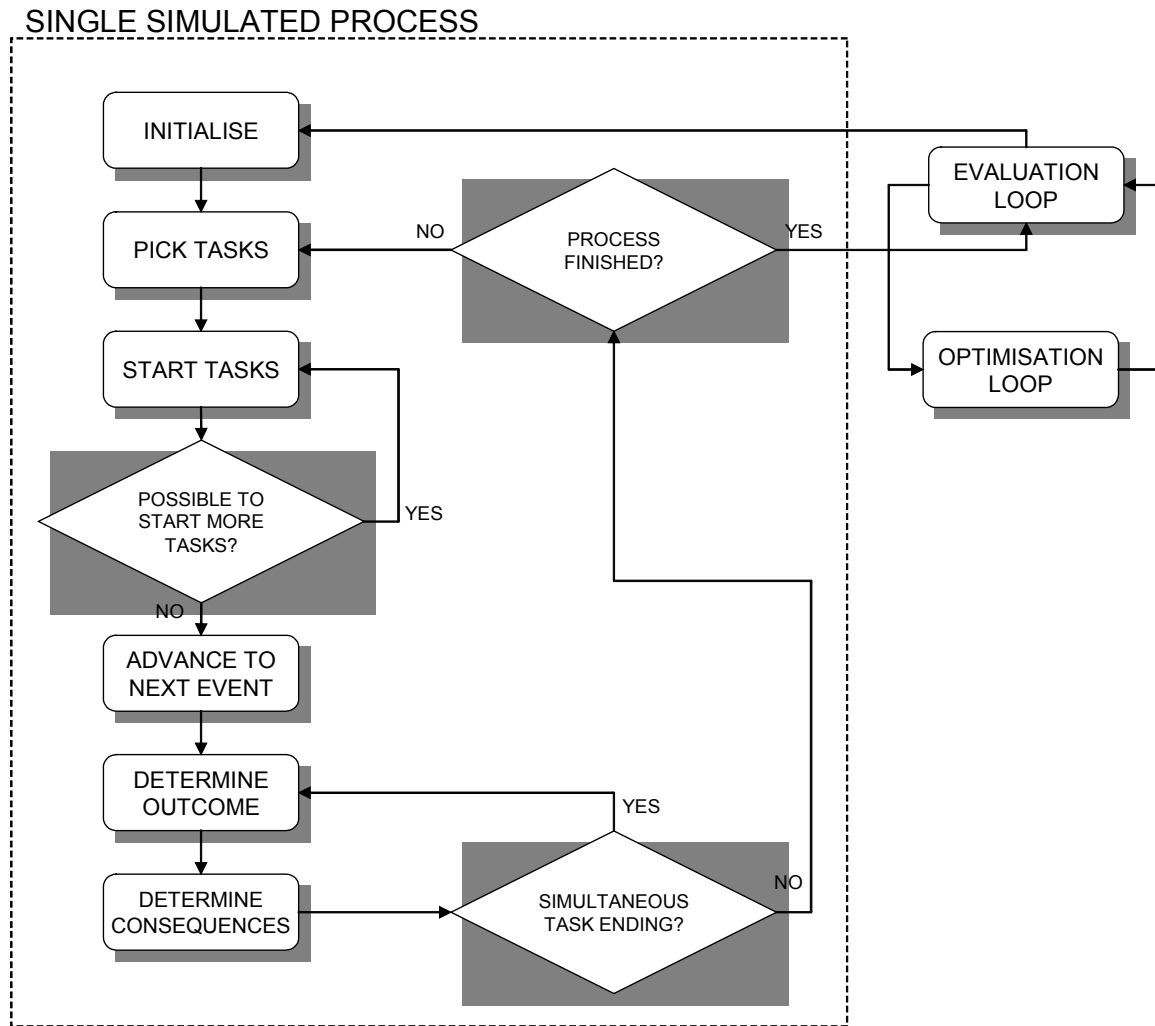 SINGLE SIMULATED PROCESS
INITIALISE
EVALUATION
LOOP
PICK TASKS
NO
PROCESS
FINISHED?
YES
START TASKS
OPTIMISATION
LOOP
POSSIBLE TO
START MORE
TASKS?
YES
NO
ADVANCE TO
NEXT EVENT
DETERMINE
OUTCOME
YES
DETERMINE
CONSEQUENCES
SIMULTANEOUS
TASK ENDING?
NO